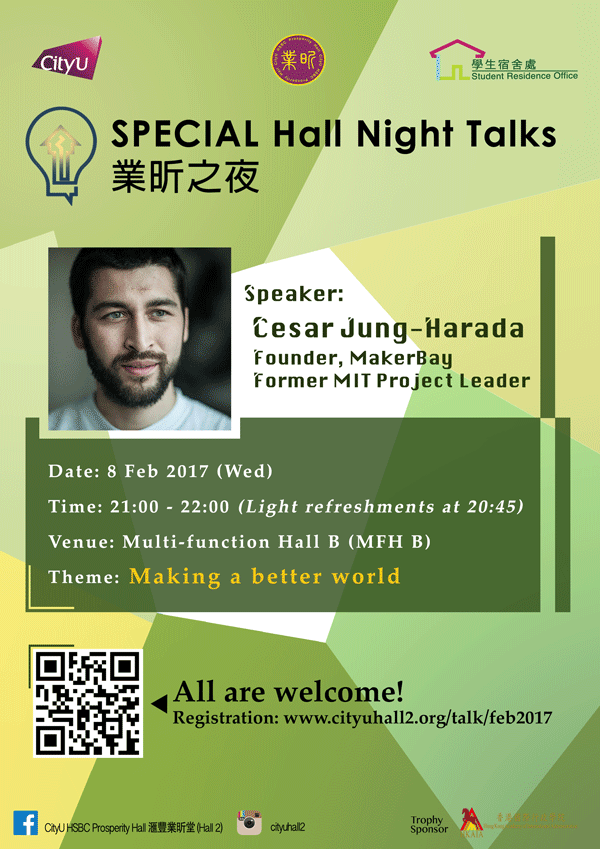 CityU
業昕
學生宿舍處
Student Residence Office
SPECIAL Hall Night Talks
業昕之夜
Speaker:
Cesar Jung-Harada
Founder, MakerBay
Former MIT Project Leader
Date: 8 Feb 2017 (Wed)
Time: 21:00 - 22:00 (Light refreshments at 20:45)
Venue: Multi-function Hall B (MFH B)
Theme: Making a better world
All are welcome!
Registration: www.cityuhall2.org/talk/feb2017
CityU HSBC Prosperity Hall 滙豐業昕堂 (Hall 2)
cityuhall2
Trophy
Sponsor